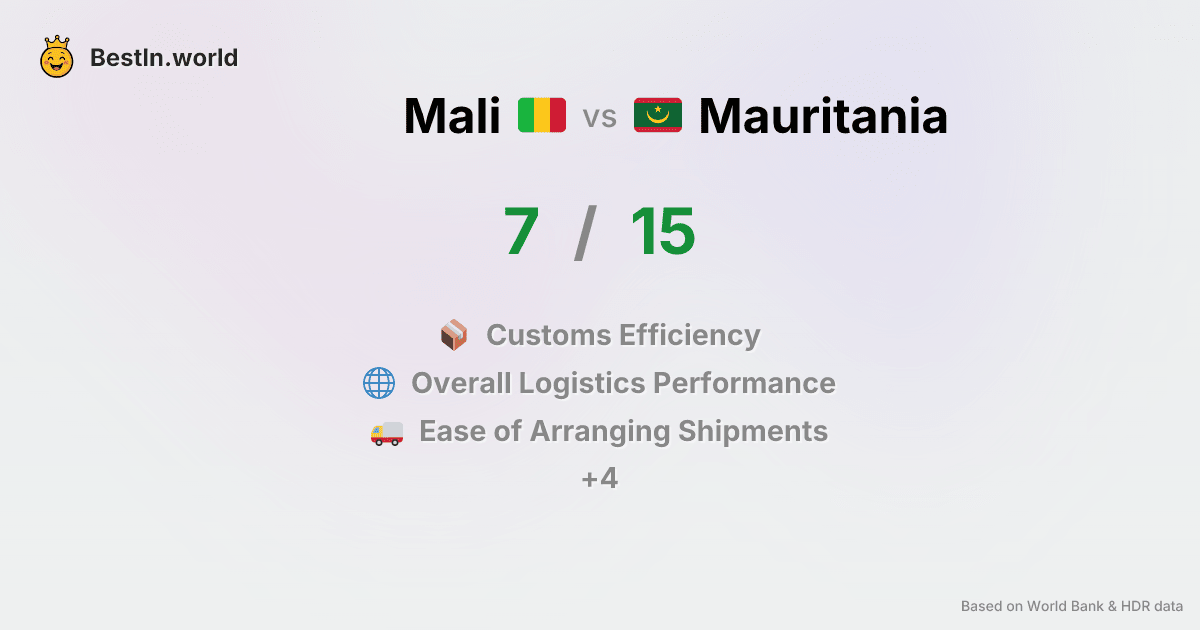 BestIn.world
Mali vs Mauritania
7 / 15
Customs Efficiency
Overall Logistics Performance
Ease of Arranging Shipments
+4
Based on World Bank & HDR data